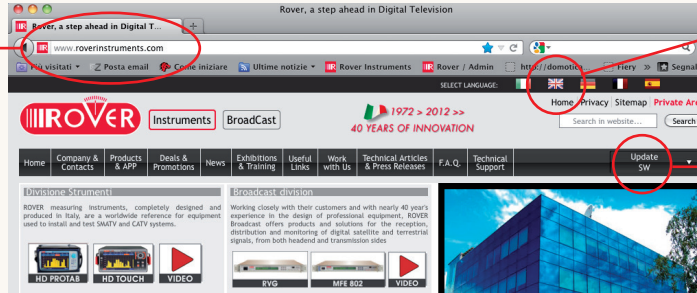 Rover, a step ahead in Digital Television
Rover, a step ahead in Digital T...
www.roverinstruments.com
Più visitati Posta email Come iniziare Ultime notizie Rover Instruments Rover / Admin http://domotica... Fiery » Segnal
SELECT LANGUAGE:
Home Privacy Sitemap Private Are
ROVER Instruments BroadCast
1972 > 2012 >>
40 YEARS OF INNOVATION
Search in website... Search
Home Company & Contacts Products & APP Deals & Promotions News Exhibitions & Training Useful Links Work with Us Technical Articles & Press Releases F.A.Q. Technical Support Update SW
Divisione Strumenti
ROVER measuring instruments, completely designed and
produced in Italy, are a worldwide reference for equipment
used to install and test SMATV and CATV systems.
HD PROTAB HD TOUCH VIDEO
Broadcast division
Working closely with their customers and with nearly 40 year's
experience in the design of professional equipment, ROVER
Broadcast offers products and solutions for the reception,
distribution and monitoring of digital satellite and terrestrial
signals, from both headend and transmission sides
RVG MFE 802 VIDEO